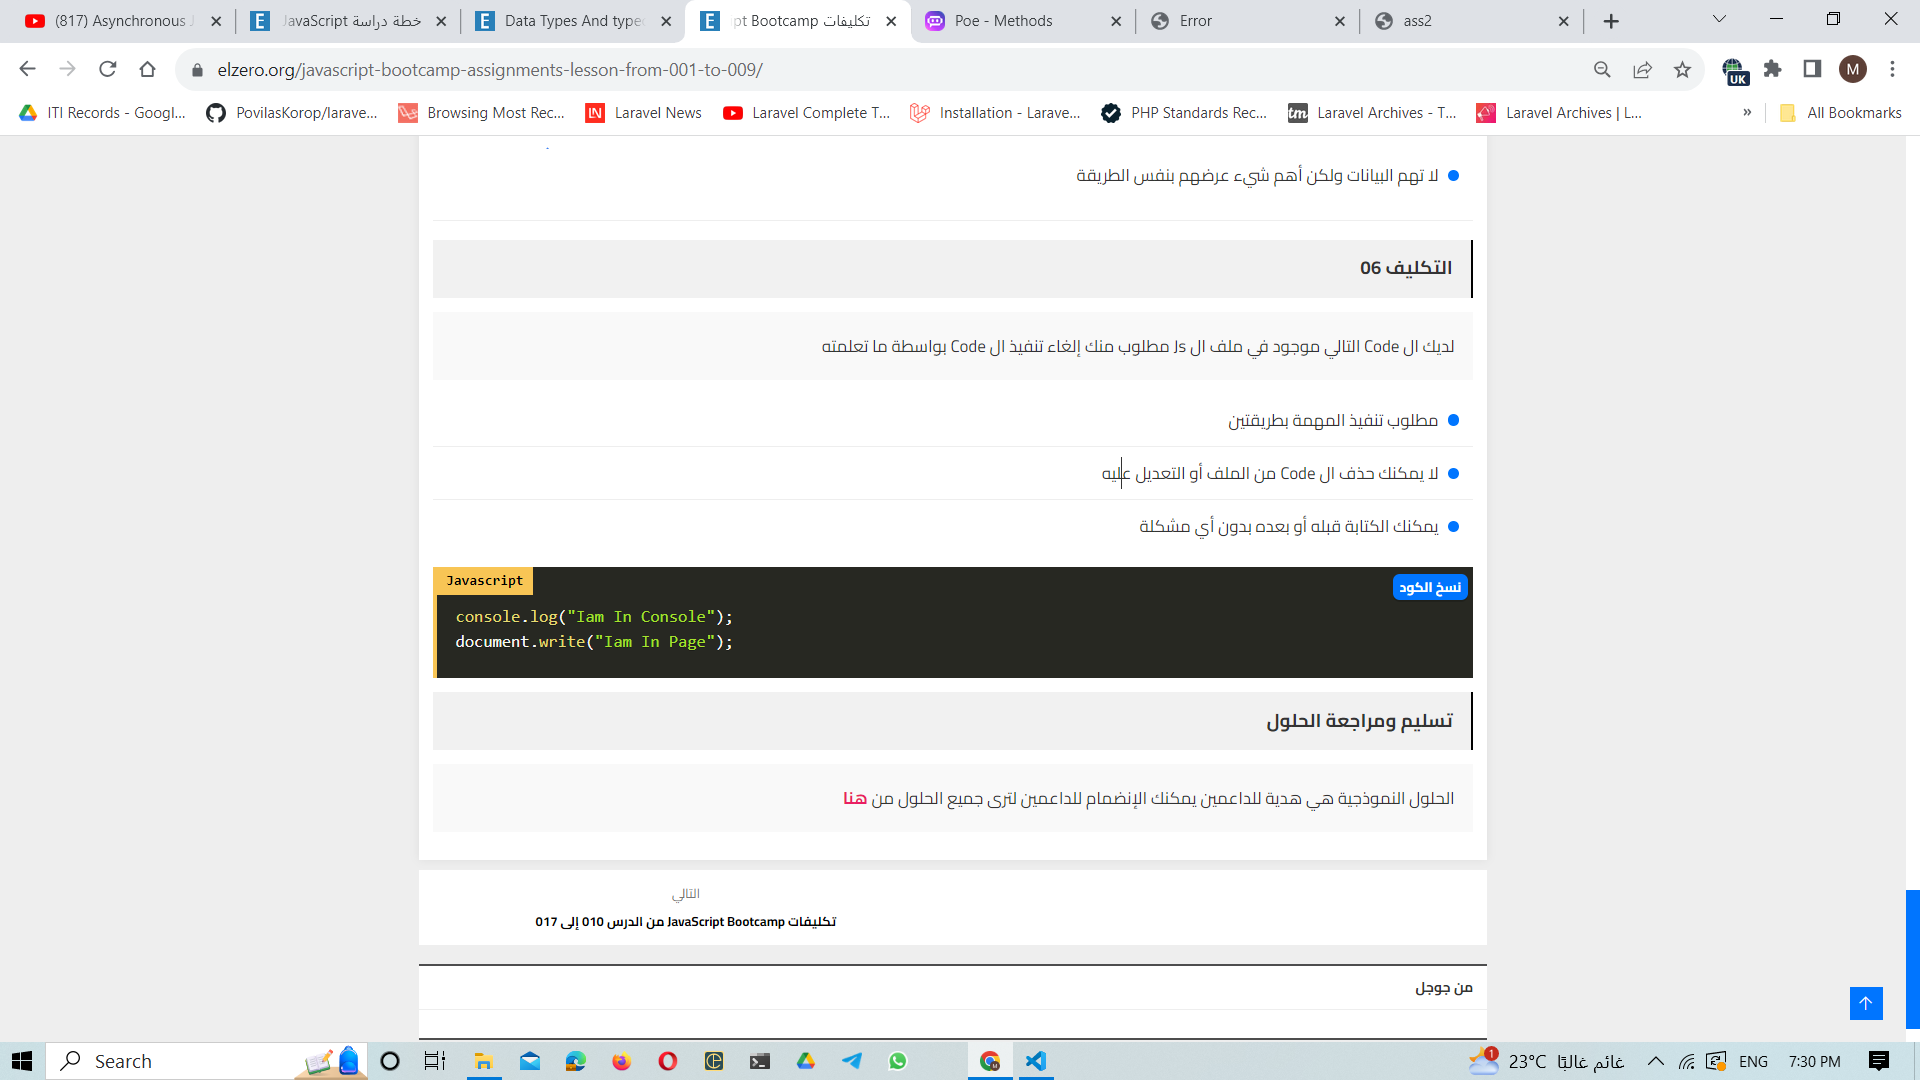 (817) Asynchronous J
خطة دراسة JavaScript
Data Types And type
تكليفات pt Bootcamp
Poe - Methods
Error
ass2
elzero.org/javascript-bootcamp-assignments-lesson-from-001-to-009/
UK
M
ITI Records - Googl...
PovilasKorop/larave...
Browsing Most Rec...
Laravel News
Laravel Complete T...
Installation - Larave...
PHP Standards Rec...
Laravel Archives - T...
Laravel Archives | L...
»
All Bookmarks
لا تهم البيانات ولكن أهم شيء عرضهم بنفس الطريقة
التكليف 06
لديك ال Code التالي موجود في ملف ال Js مطلوب منك إلغاء تنفيذ ال Code بواسطة ما تعلمته
مطلوب تنفيذ المهمة بطريقتين
لا يمكنك حذف ال Code من الملف أو التعديل عليه
يمكنك الكتابة قبله أو بعده بدون أي مشكلة
Javascript
نسخ الكود
console.log("Iam In Console");
document.write("Iam In Page");
تسليم ومراجعة الحلول
الحلول النموذجية هي هدية للداعمين يمكنك الإنضمام للداعمين لترى جميع الحلول من هنا
التالي
تكليفات JavaScript Bootcamp من الدرس 010 إلى 017
من جوجل
Search
1
23°C غائم غالبًا
ENG
7:30 PM